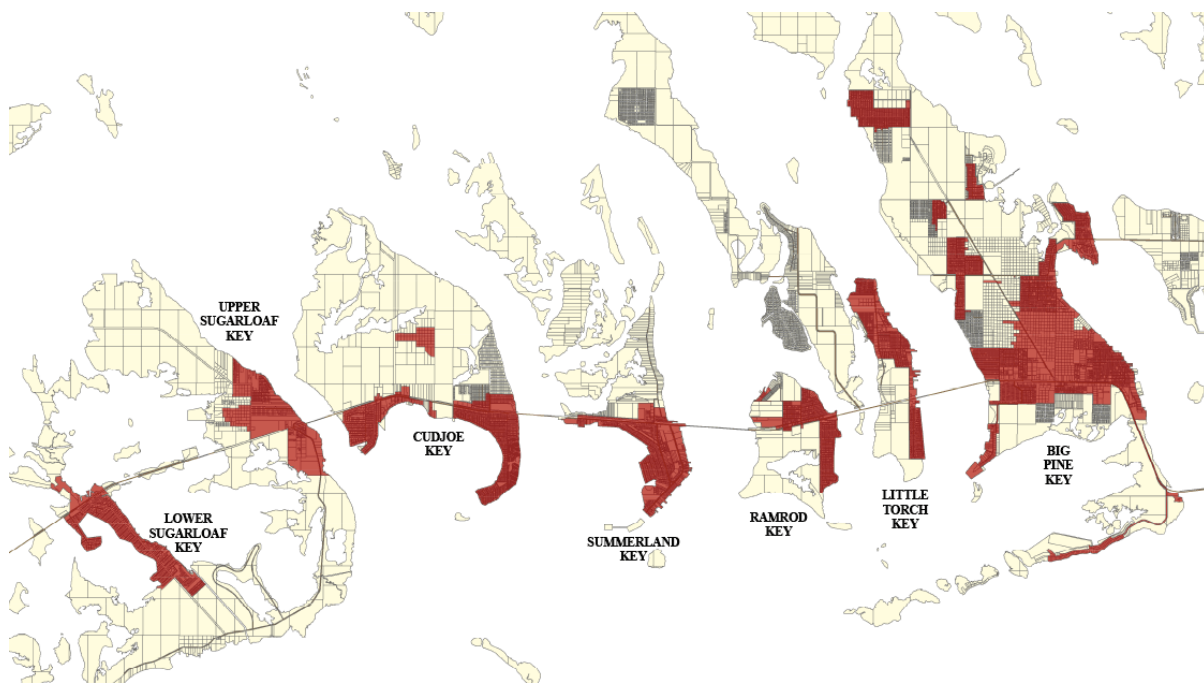 UPPER
SUGARLOAF
KEY
CUDJOE
KEY
LOWER
SUGARLOAF
KEY
SUMMERLAND
KEY
RAMROD
KEY
LITTLE
TORCH
KEY
BIG
PINE
KEY